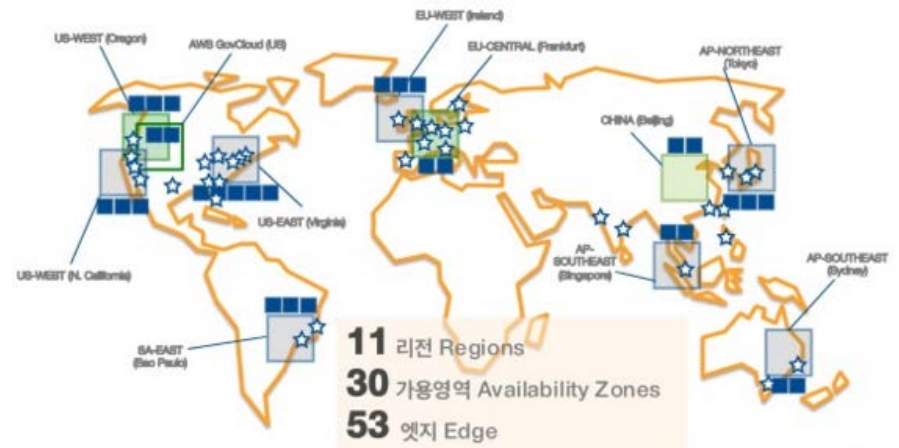 EU-WEST (Ireland)
US-WEST (Oregon)
AWS GovCloud (US)
EU-CENTRAL (Frankfurt)
AP-NORTHEAST
(Tokyo)
CHINA (Beijing)
US-EAST (Virginia)
US-WEST (N. California)
AP-
SOUTHEAST
(Singapore)
AP-SOUTHEAST
(Sydney)
SA-EAST
(Sao Paulo)
11 리전 Regions
30 가용영역 Availability Zones
53 엣지 Edge